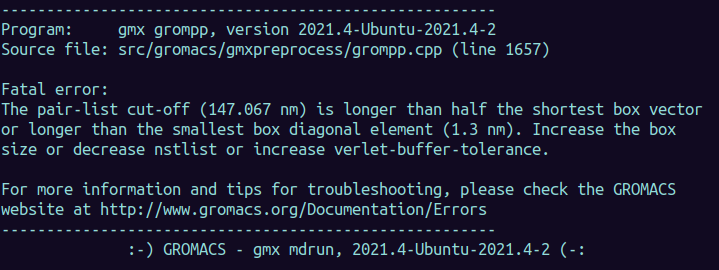 -------------------------------------------------------
Program:     gmx grompp, version 2021.4-Ubuntu-2021.4-2
Source file: src/gromacs/gmxpreprocess/grompp.cpp (line 1657)

Fatal error:
The pair-list cut-off (147.067 nm) is longer than half the shortest box vector
or longer than the smallest box diagonal element (1.3 nm). Increase the box
size or decrease nstlist or increase verlet-buffer-tolerance.

For more information and tips for troubleshooting, please check the GROMACS
website at http://www.gromacs.org/Documentation/Errors
-------------------------------------------------------
              :-) GROMACS - gmx mdrun, 2021.4-Ubuntu-2021.4-2 (-: